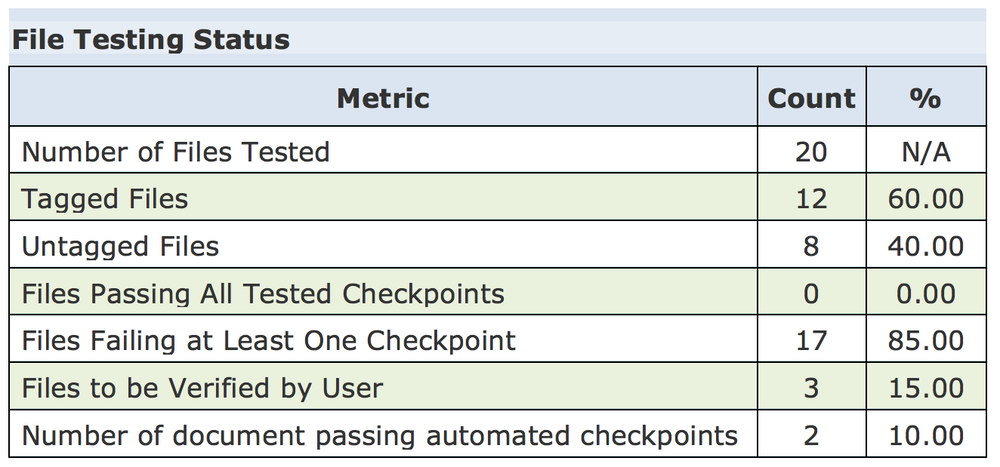 File Testing Status
Metric Count %
Number of Files Tested 20 N/A
Tagged Files 12 60.00
Untagged Files 8 40.00
Files Passing All Tested Checkpoints 0 0.00
Files Failing at Least One Checkpoint 17 85.00
Files to be Verified by User 3 15.00
Number of document passing automated checkpoints 2 10.00